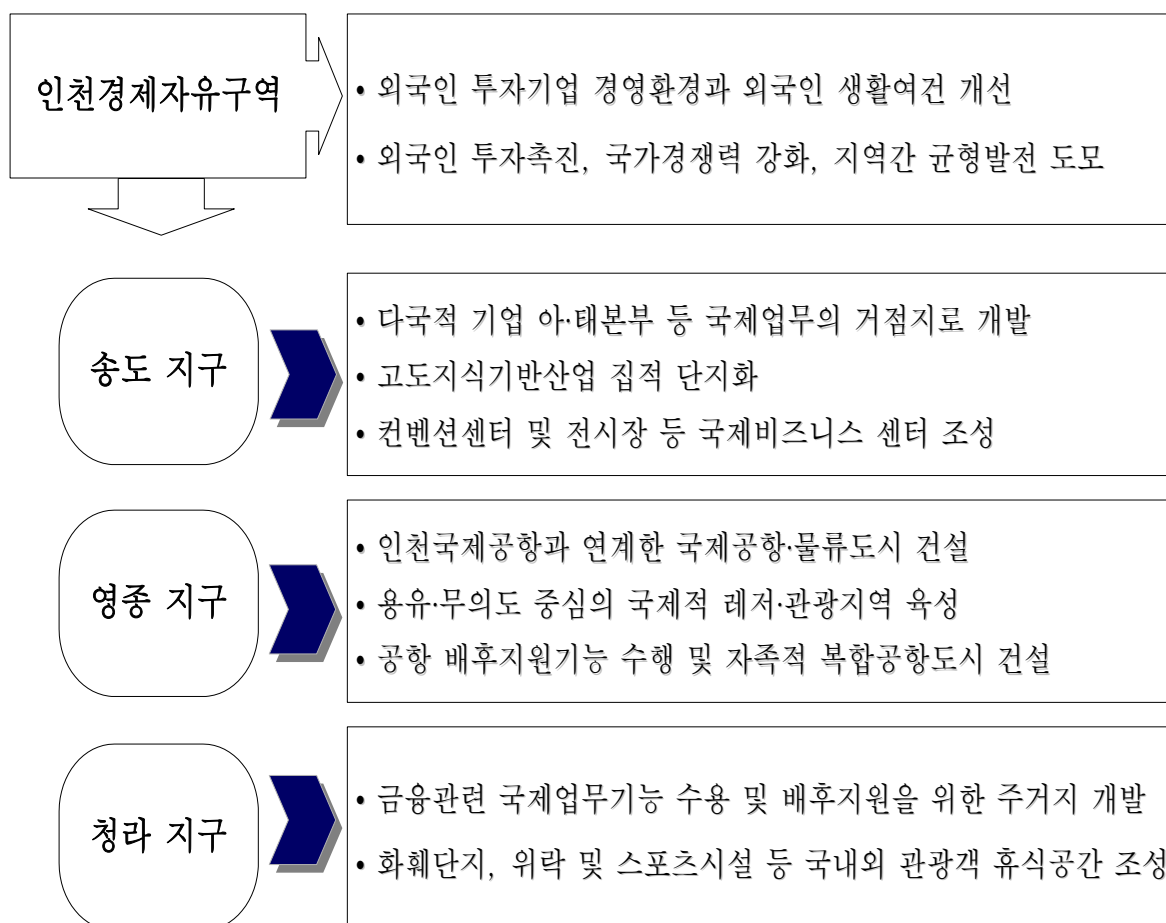 인천경제자유구역
• 외국인 투자기업 경영환경과 외국인 생활여건 개선
• 외국인 투자촉진, 국가경쟁력 강화, 지역간 균형발전 도모
송도 지구
• 다국적 기업 아·태본부 등 국제업무의 거점지로 개발
• 고도지식기반산업 집적 단지화
• 컨벤션센터 및 전시장 등 국제비즈니스 센터 조성
영종 지구
• 인천국제공항과 연계한 국제공항·물류도시 건설
• 용유·무의도 중심의 국제적 레저·관광지역 육성
• 공항 배후지원기능 수행 및 자족적 복합공항도시 건설
청라 지구
• 금융관련 국제업무기능 수용 및 배후지원을 위한 주거지 개발
• 화훼단지, 위락 및 스포츠시설 등 국내외 관광객 휴식공간 조성